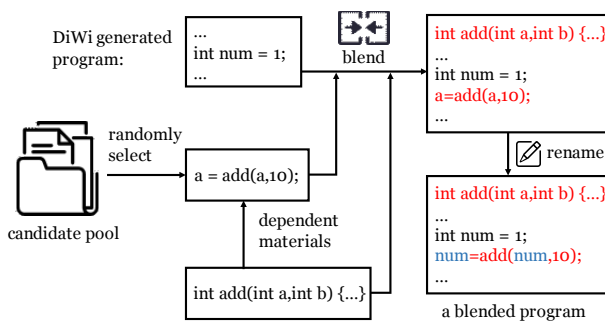 DiWi generated
program:
...
int num = 1;
...
blend
int add(int a,int b) {...}
...
int num = 1;
a=add(a,10);
...
randomly
select
a = add(a,10);
rename
candidate pool
dependent
materials
int add(int a,int b) {...}
int add(int a,int b) {...}
...
int num = 1;
num=add(num,10);
...
a blended program